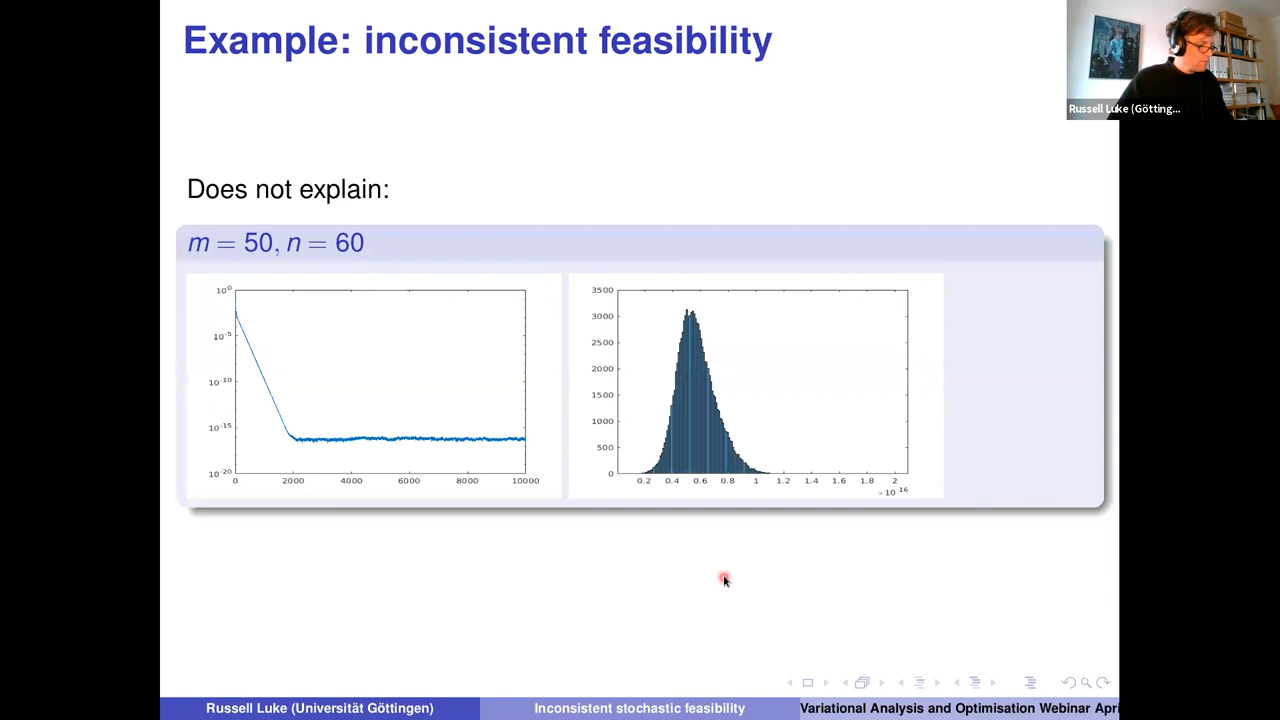 Example: inconsistent feasibility
Russell Luke (Götting...
Does not explain:
m = 50, n = 60
10^0
10^-5
10^-10
10^-15
10^-20
0 2000 4000 6000 8000 10000
3500
3000
2500
2000
1500
1000
500
0
0.2 0.4 0.6 0.8 1 1.2 1.4 1.6 1.8 2
×10^-16
Russell Luke (Universität Göttingen) Inconsistent stochastic feasibility Variational Analysis and Optimisation Webinar Apri